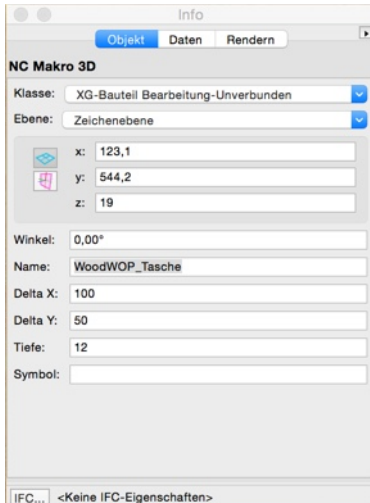 Info
Objekt Daten Rendern
NC Makro 3D
Klasse: XG-Bauteil Bearbeitung-Unverbunden
Ebene: Zeichenebene
x: 123,1
y: 544,2
z: 19
Winkel: 0,00°
Name: WoodWOP_Tasche
Delta X: 100
Delta Y: 50
Tiefe: 12
Symbol:
IFC... <Keine IFC-Eigenschaften>